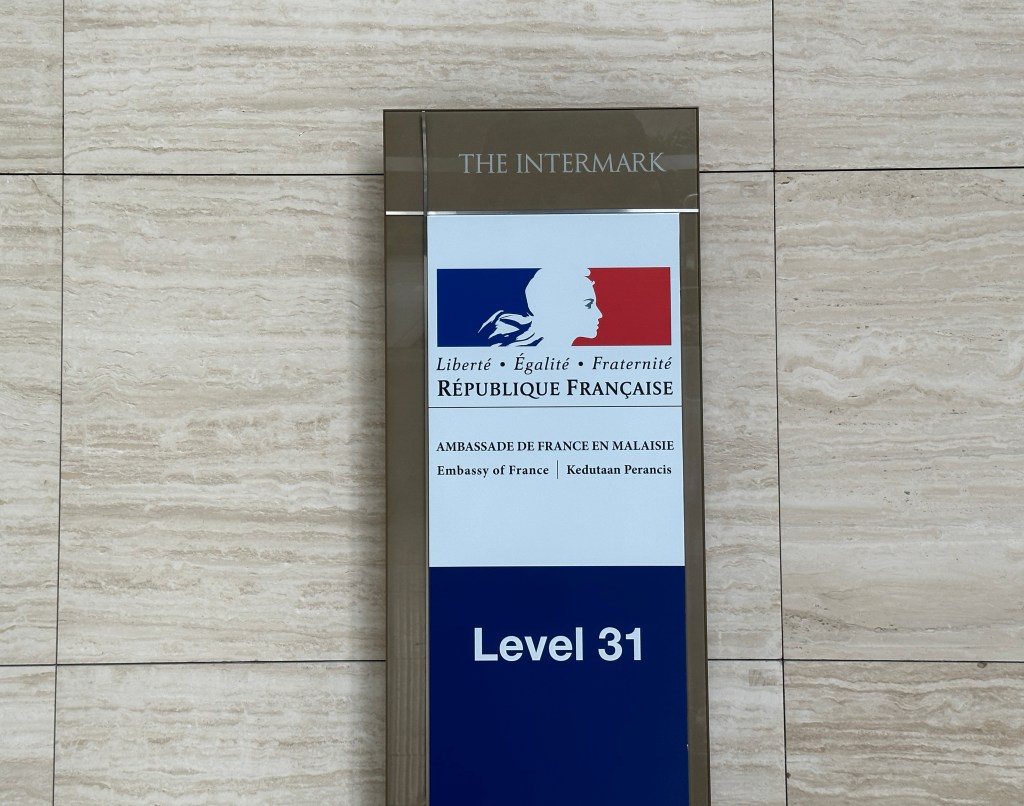 THE INTERMARK
Liberté • Égalité • Fraternité
RÉPUBLIQUE FRANÇAISE
AMBASSADE DE FRANCE EN MALAISIE
Embassy of France | Kedutaan Perancis
Level 31